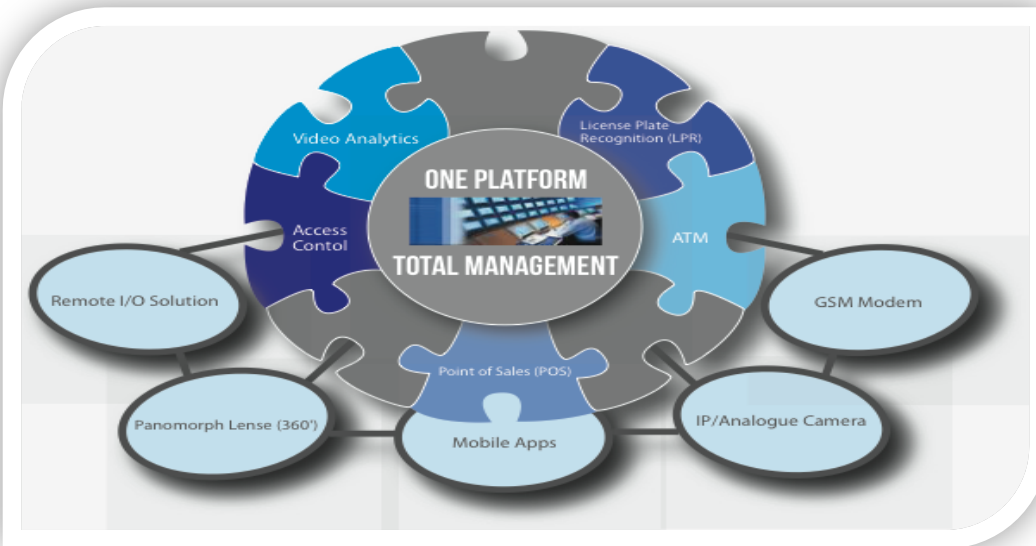 Video Analytics
License Plate
Recognition (LPR)
ONE PLATFORM
TOTAL MANAGEMENT
Access
Contol
ATM
Remote I/O Solution
GSM Modem
Point of Sales (POS)
Panomorph Lense (360°)
Mobile Apps
IP/Analogue Camera